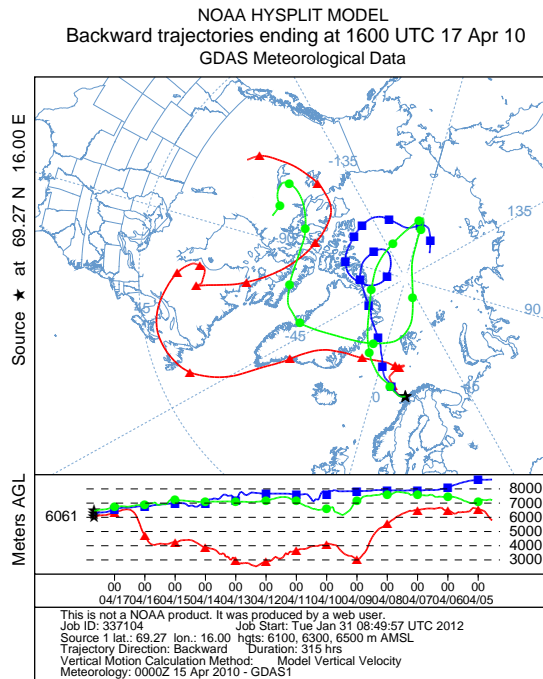 NOAA HYSPLIT MODEL
Backward trajectories ending at 1600 UTC 17 Apr 10
GDAS Meteorological Data
Source ★ at 69.27 N 16.00 E
-135
135
-90
90
-45
-45
45
0
Meters AGL
6061
8000
7000
6000
5000
4000
3000
00 00 00 00 00 00 00 00 00 00 00 00 00
04/17 04/16 04/15 04/14 04/13 04/12 04/11 04/10 04/09 04/08 04/07 04/06 04/05
This is not a NOAA product. It was produced by a web user.
Job ID: 337104 Job Start: Tue Jan 31 08:49:57 UTC 2012
Source 1 lat.: 69.27 lon.: 16.00 hgts: 6100, 6300, 6500 m AMSL
Trajectory Direction: Backward Duration: 315 hrs
Vertical Motion Calculation Method: Model Vertical Velocity
Meteorology: 0000Z 15 Apr 2010 - GDAS1